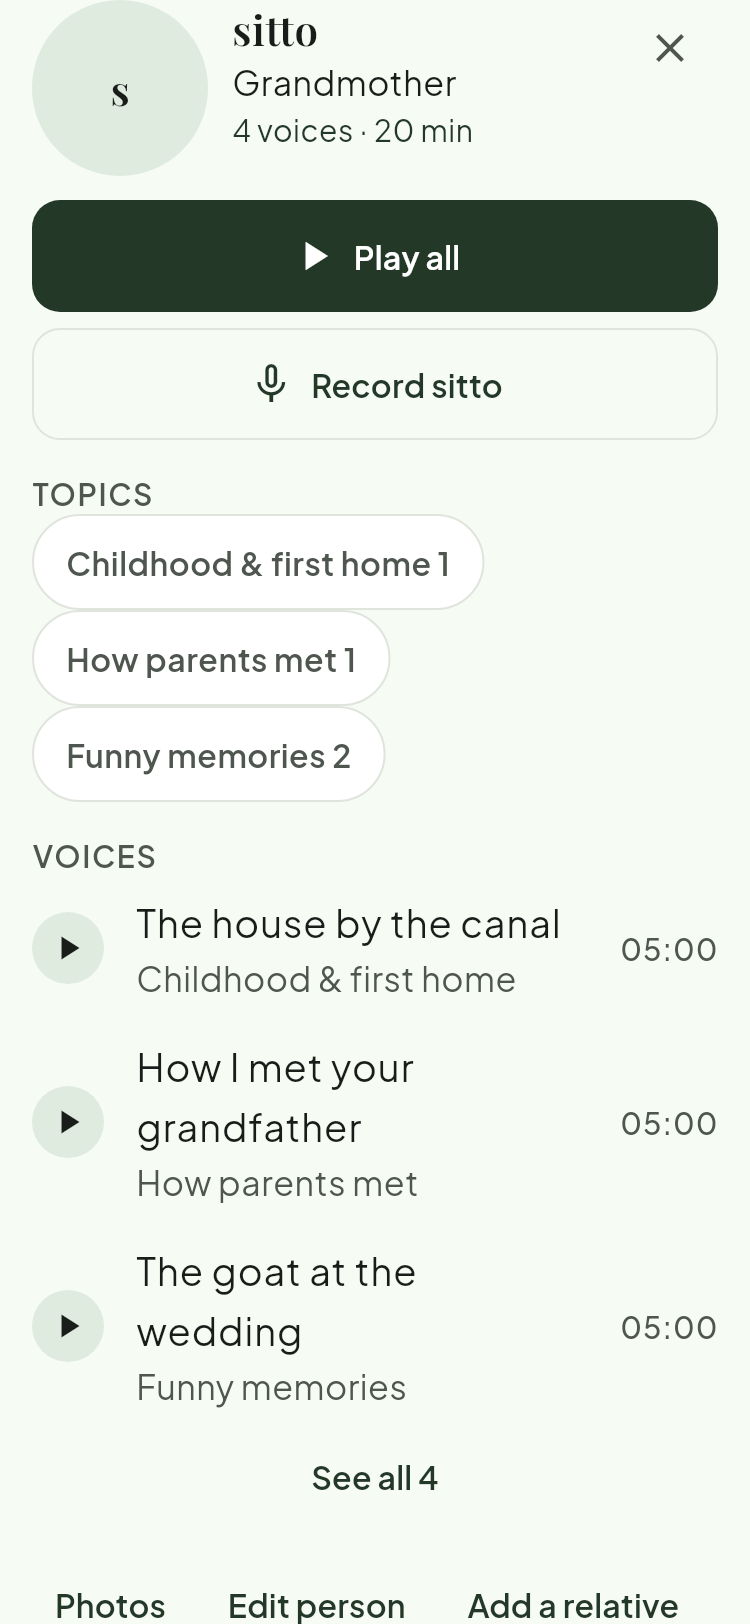 sitto
s
Grandmother
4 voices · 20 min
Play all
Record sitto
TOPICS
Childhood & first home 1
How parents met 1
Funny memories 2
VOICES
The house by the canal
05:00
Childhood & first home
How I met your
grandfather
05:00
How parents met
The goat at the
wedding
05:00
Funny memories
See all 4
Photos
Edit person
Add a relative